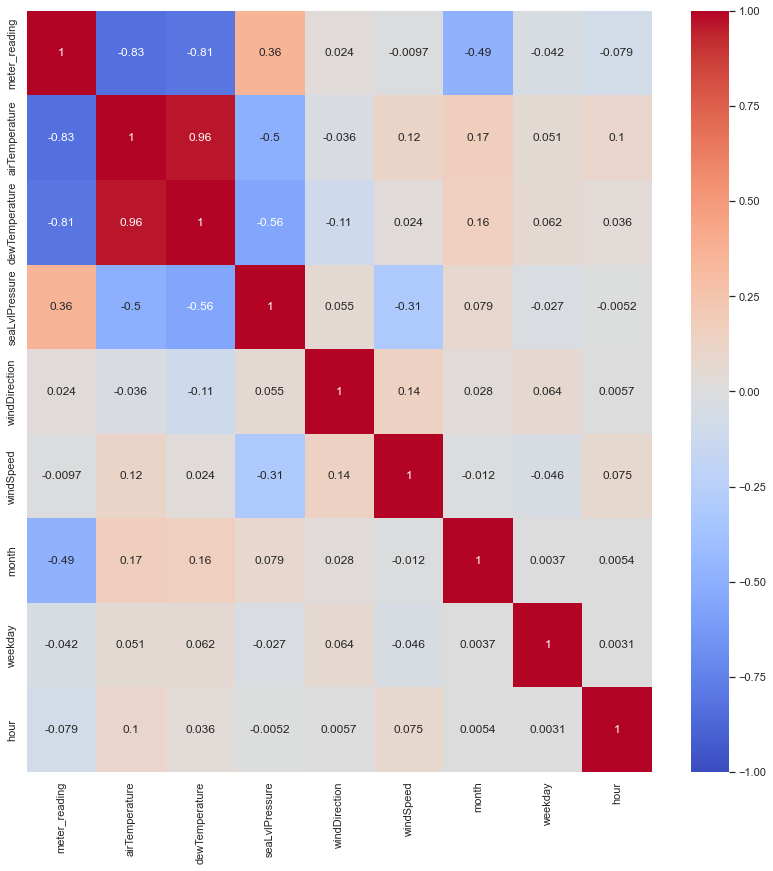 meter_reading 1 -0.83 -0.81 0.36 0.024 -0.0097 -0.49 -0.042 -0.079
airTemperature -0.83 1 0.96 -0.5 -0.036 0.12 0.17 0.051 0.1
dewTemperature -0.81 0.96 1 -0.56 -0.11 0.024 0.16 0.062 0.036
seaLvlPressure 0.36 -0.5 -0.56 1 0.055 -0.31 0.079 -0.027 -0.0052
windDirection 0.024 -0.036 -0.11 0.055 1 0.14 0.028 0.064 0.0057
windSpeed -0.0097 0.12 0.024 -0.31 0.14 1 -0.012 -0.046 0.075
month -0.49 0.17 0.16 0.079 0.028 -0.012 1 0.0037 0.0054
weekday -0.042 0.051 0.062 -0.027 0.064 -0.046 0.0037 1 0.0031
hour -0.079 0.1 0.036 -0.0052 0.0057 0.075 0.0054 0.0031 1
meter_reading airTemperature dewTemperature seaLvlPressure windDirection windSpeed month weekday hour
1.00
0.75
0.50
0.25
0.00
−0.25
−0.50
−0.75
−1.00